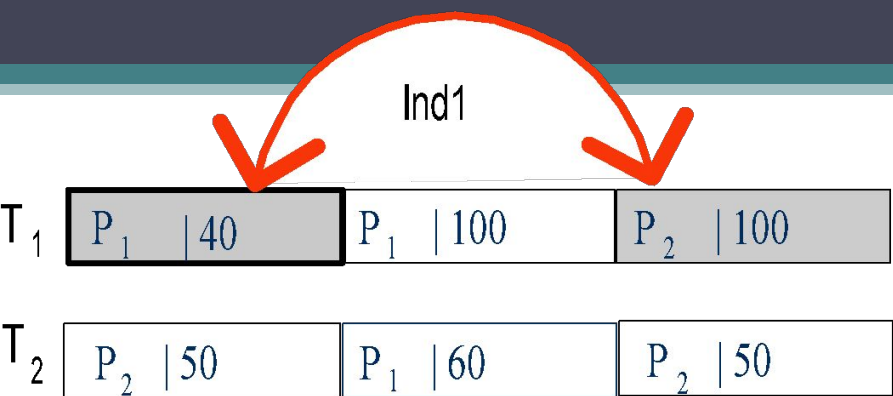 Ind1
T₁ P₁ |40 P₁ |100 P₂ |100
T₂ P₂ |50 P₁ |60 P₂ |50